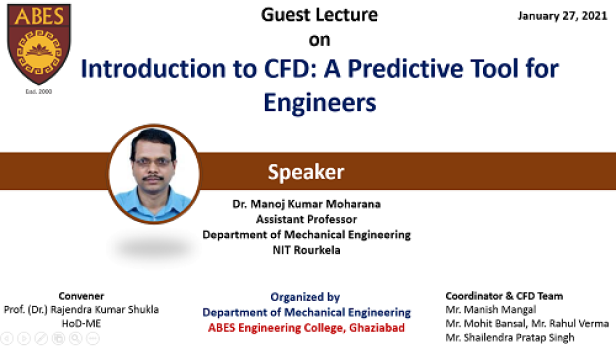 ABES
Estd. 2000
Guest Lecture
on
January 27, 2021
Introduction to CFD: A Predictive Tool for
Engineers
Speaker
Dr. Manoj Kumar Moharana
Assistant Professor
Department of Mechanical Engineering
NIT Rourkela
Convener
Prof. (Dr.) Rajendra Kumar Shukla
HoD-ME
Organized by
Department of Mechanical Engineering
ABES Engineering College, Ghaziabad
Coordinator & CFD Team
Mr. Manish Mangal
Mr. Mohit Bansal, Mr. Rahul Verma
Mr. Shailendra Pratap Singh